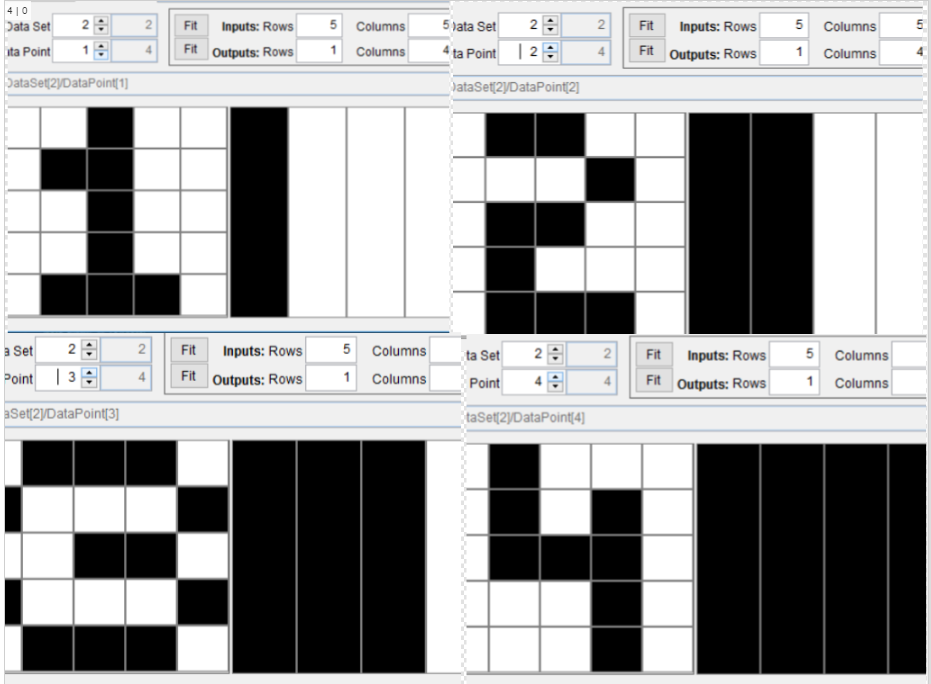 4 | 0
Data Set 2 2 Fit Inputs: Rows 5 Columns 5
ata Point 1 4 Fit Outputs: Rows 1 Columns 4
DataSet[2]/DataPoint[1]
Data Set 2 2 Fit Inputs: Rows 5 Columns 5
ta Point 2 4 Fit Outputs: Rows 1 Columns 4
DataSet[2]/DataPoint[2]
a Set 2 2 Fit Inputs: Rows 5 Columns
Point 3 4 Fit Outputs: Rows 1 Columns
aSet[2]/DataPoint[3]
ta Set 2 2 Fit Inputs: Rows 5 Columns
Point 4 4 Fit Outputs: Rows 1 Columns
taSet[2]/DataPoint[4]